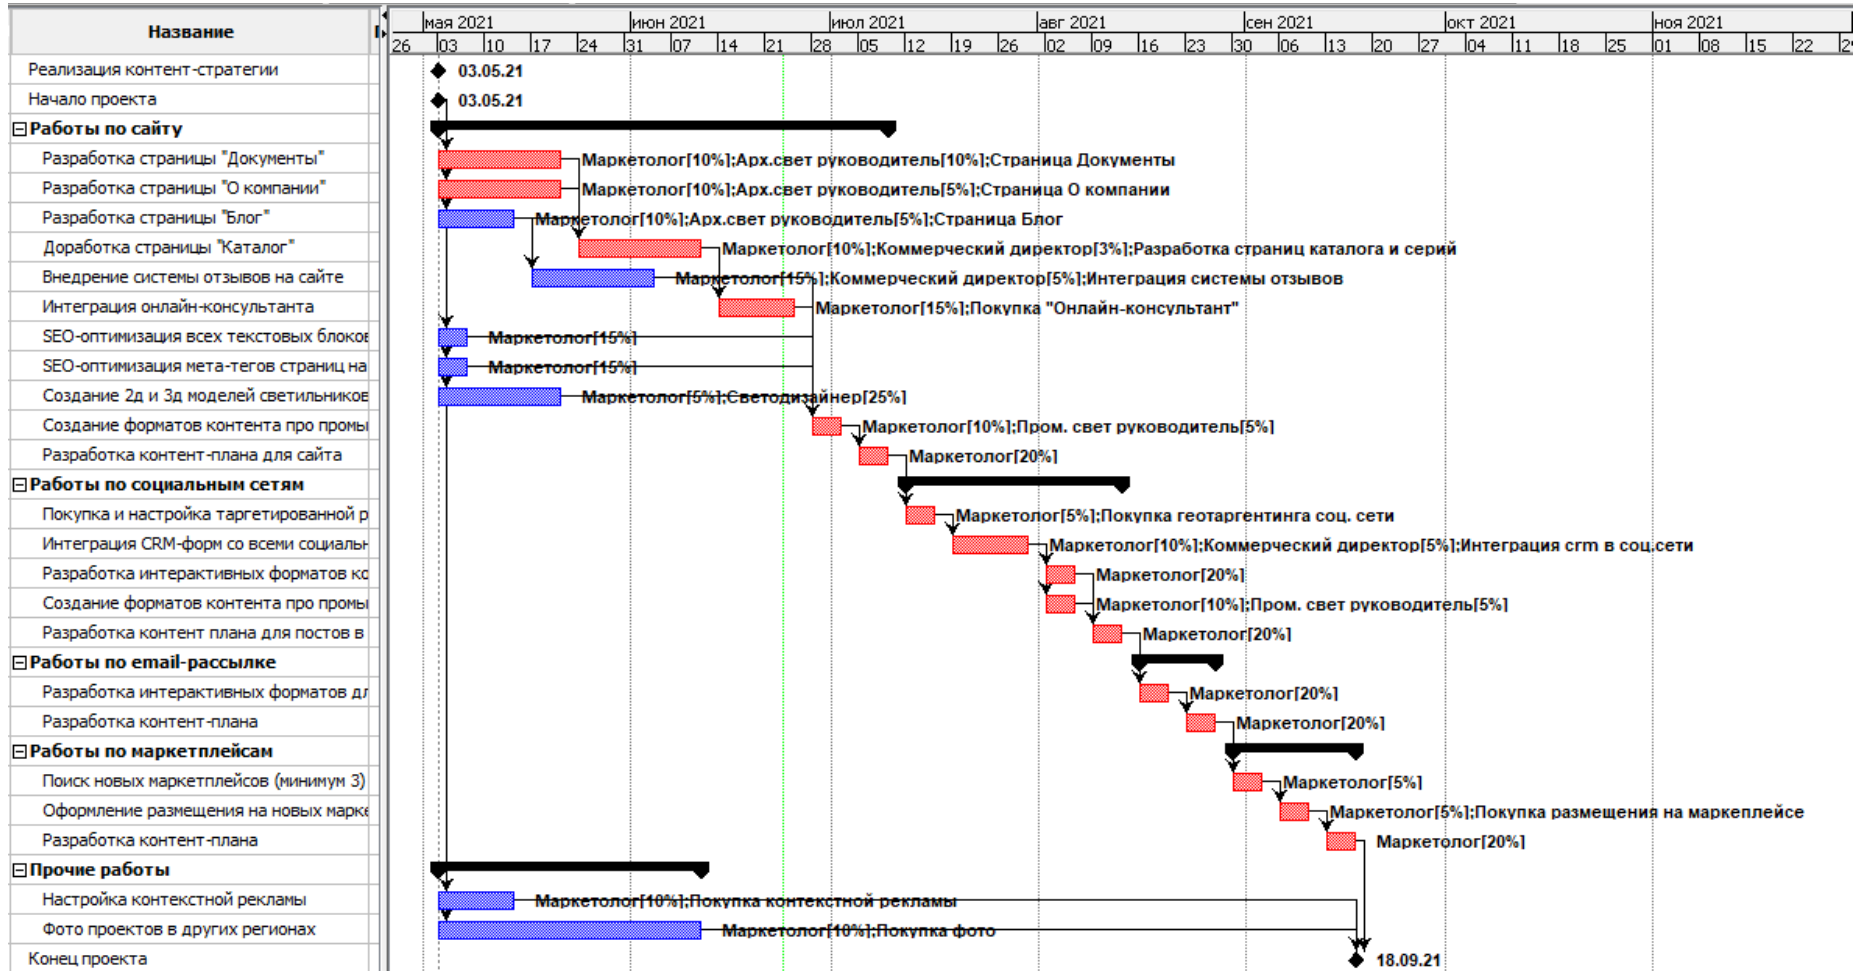 Название
мая 2021 июн 2021 июл 2021 авг 2021 сен 2021 окт 2021 ноя 2021
26 03 10 17 24 31 07 14 21 28 05 12 19 26 02 09 16 23 30 06 13 20 27 04 11 18 25 01 08 15 22
Реализация контент-стратегии 03.05.21
Начало проекта 03.05.21
Работы по сайту
Разработка страницы "Документы" Маркетолог[10%];Арх.свет руководитель[10%];Страница Документы
Разработка страницы "О компании" Маркетолог[10%];Арх.свет руководитель[5%];Страница О компании
Разработка страницы "Блог" Маркетолог[10%];Арх.свет руководитель[5%];Страница Блог
Доработка страницы "Каталог" Маркетолог[10%];Коммерческий директор[3%];Разработка страниц каталога и серий
Внедрение системы отзывов на сайте Маркетолог[15%];Коммерческий директор[5%];Интеграция системы отзывов
Интеграция онлайн-консультанта Маркетолог[15%];Покупка "Онлайн-консультант"
SEO-оптимизация всех текстовых блоков Маркетолог[15%]
SEO-оптимизация мета-тегов страниц на Маркетолог[15%]
Создание 2д и 3д моделей светильников Маркетолог[5%];Светодизайнер[25%]
Создание форматов контента про промы Маркетолог[10%];Пром. свет руководитель[5%]
Разработка контент-плана для сайта Маркетолог[20%]
Работы по социальным сетям
Покупка и настройка таргетированной р Маркетолог[5%];Покупка геотаргентинга соц. сети
Интеграция CRM-форм со всеми социальн Маркетолог[10%];Коммерческий директор[5%];Интеграция crm в соц.сети
Разработка интерактивных форматов ко Маркетолог[20%]
Создание форматов контента про промы Маркетолог[10%];Пром. свет руководитель[5%]
Разработка контент плана для постов в Маркетолог[20%]
Работы по email-рассылке
Разработка интерактивных форматов дл Маркетолог[20%]
Разработка контент-плана Маркетолог[20%]
Работы по маркетплейсам
Поиск новых маркетплейсов (минимум 3) Маркетолог[5%]
Оформление размещения на новых марке Маркетолог[5%];Покупка размещения на маркеплейсе
Разработка контент-плана Маркетолог[20%]
Прочие работы
Настройка контекстной рекламы Маркетолог[10%];Покупка контекстной рекламы
Фото проектов в других регионах Маркетолог[10%];Покупка фото
Конец проекта 18.09.21